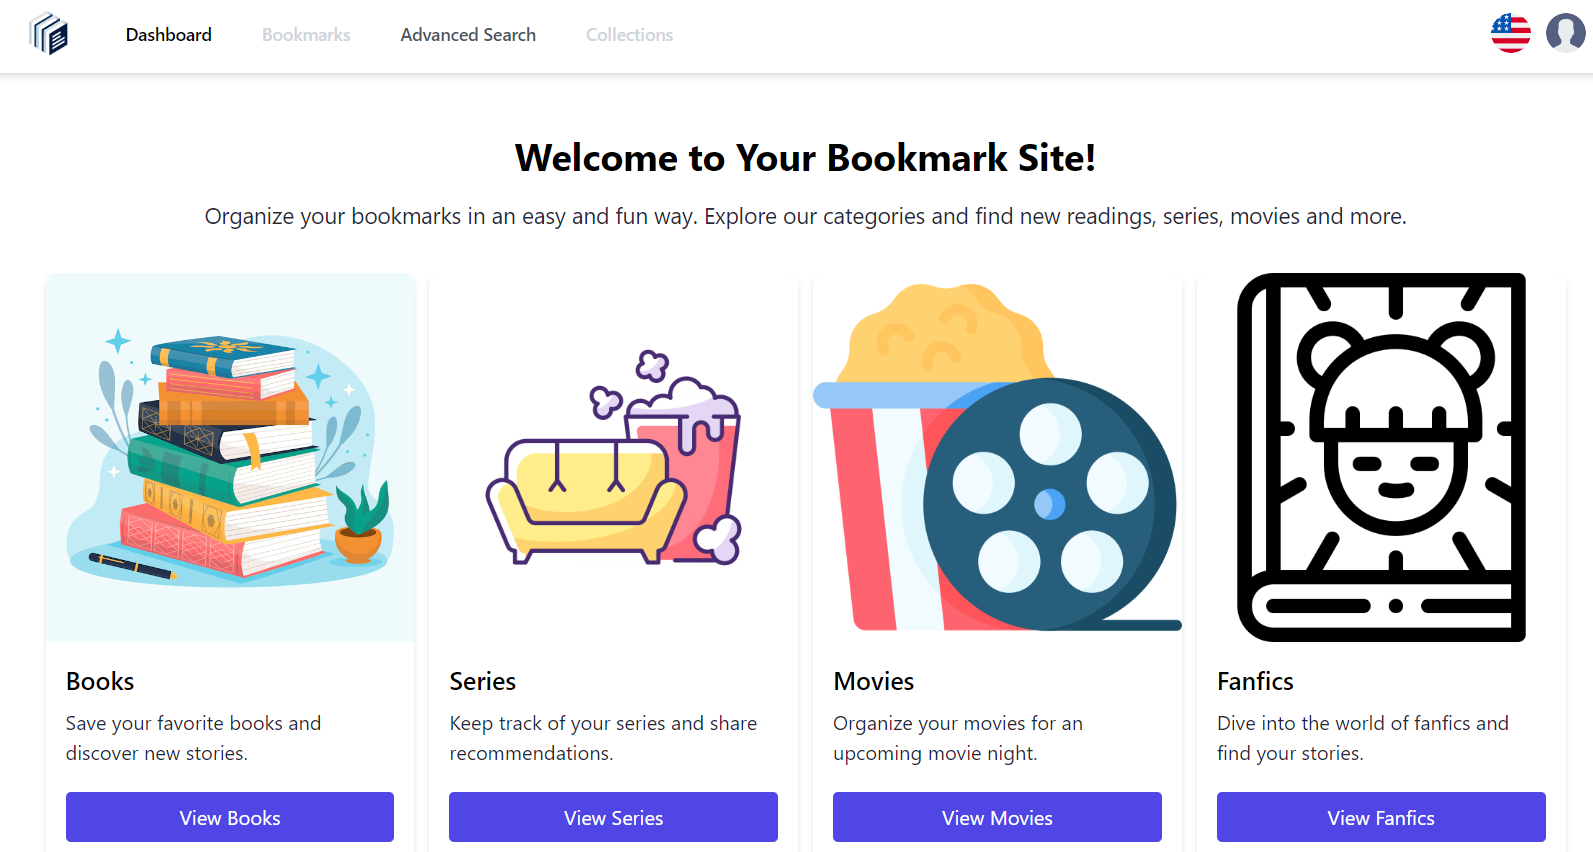 Dashboard
Bookmarks
Advanced Search
Collections
Welcome to Your Bookmark Site!
Organize your bookmarks in an easy and fun way. Explore our categories and find new readings, series, movies and more.
Books
Save your favorite books and
discover new stories.
View Books
Series
Keep track of your series and share
recommendations.
View Series
Movies
Organize your movies for an
upcoming movie night.
View Movies
Fanfics
Dive into the world of fanfics and
find your stories.
View Fanfics